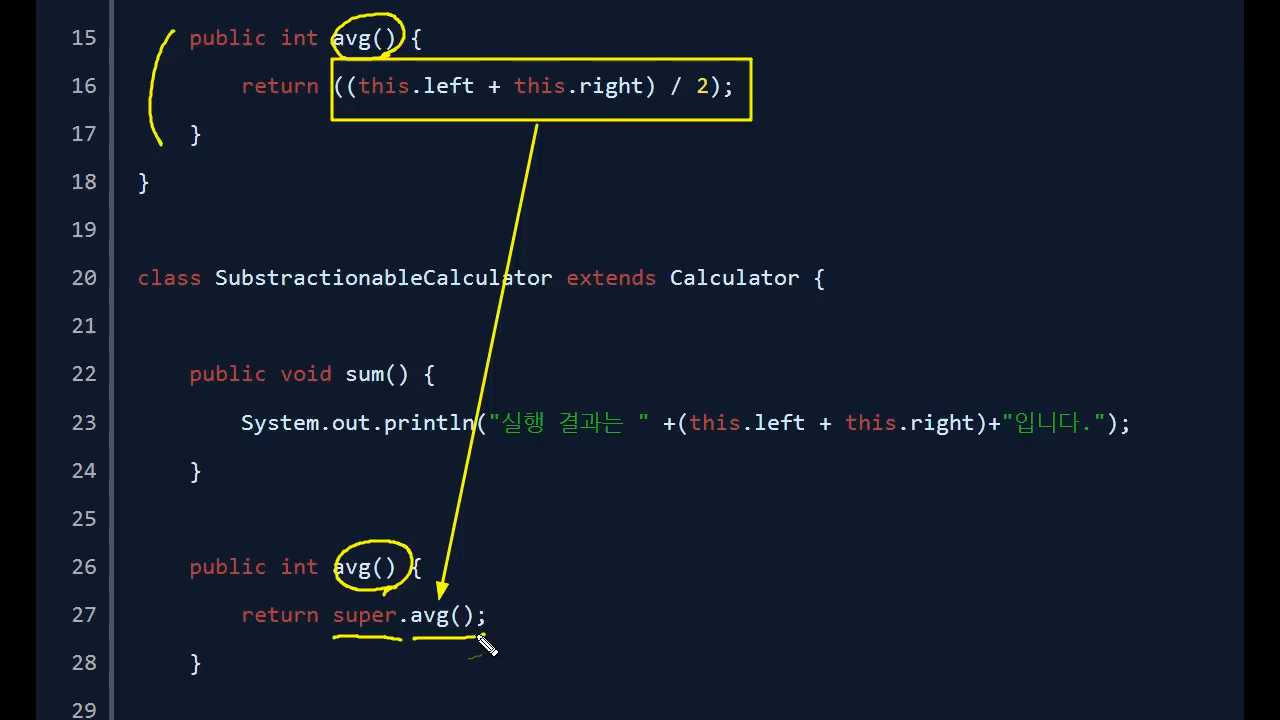 15 public int avg() {
16 return ((this.left + this.right) / 2);
17 }
18 }
19
20 class SubstractionableCalculator extends Calculator {
21
22 public void sum() {
23 System.out.println("실행 결과는 " +(this.left + this.right)+"입니다.");
24 }
25
26 public int avg() {
27 return super.avg();
28 }
29